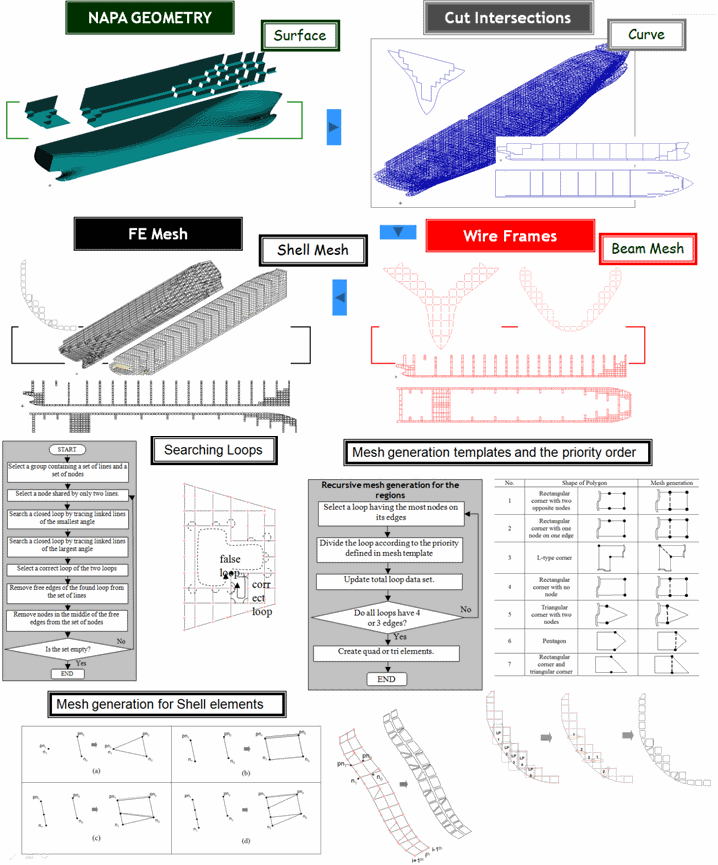 NAPA GEOMETRY
Surface
Cut Intersections
Curve
FE Mesh
Shell Mesh
Wire Frames
Beam Mesh
Searching Loops
START
Select a group containing a set of lines and a
set of nodes
Select a node shared by only two lines.
Search a closed loop by tracing linked lines
of the smallest angle
Search a closed loop by tracing linked lines
of the largest angle
Select a correct loop of the two loops
Remove free edges of the found loop from
the set of lines
Remove nodes in the middle of the free
edges from the set of nodes
Is the set empty?
No
Yes
END
false
loop
corr
ect
loop
Mesh generation templates and the priority order
Recursive mesh generation for the
regions
Select a loop having the most nodes on
its edges
Divide the loop according to the priority
defined in mesh template
Update total loop data set.
Do all loops have 4
or 3 edges?
No
Yes
Create quad or tri elements.
END
No. Shape of Polygon Mesh generation
1 Rectangular
corner with two
opposite nodes
2 Rectangular
corner with one
node on one edge
3 L-type corner
4 Rectangular
corner with no
node
5 Triangular
corner with
two nodes
6 Pentagon
7 Rectangular
corner and
triangular corner
Mesh generation for Shell elements
(a)
(b)
(c)
(d)